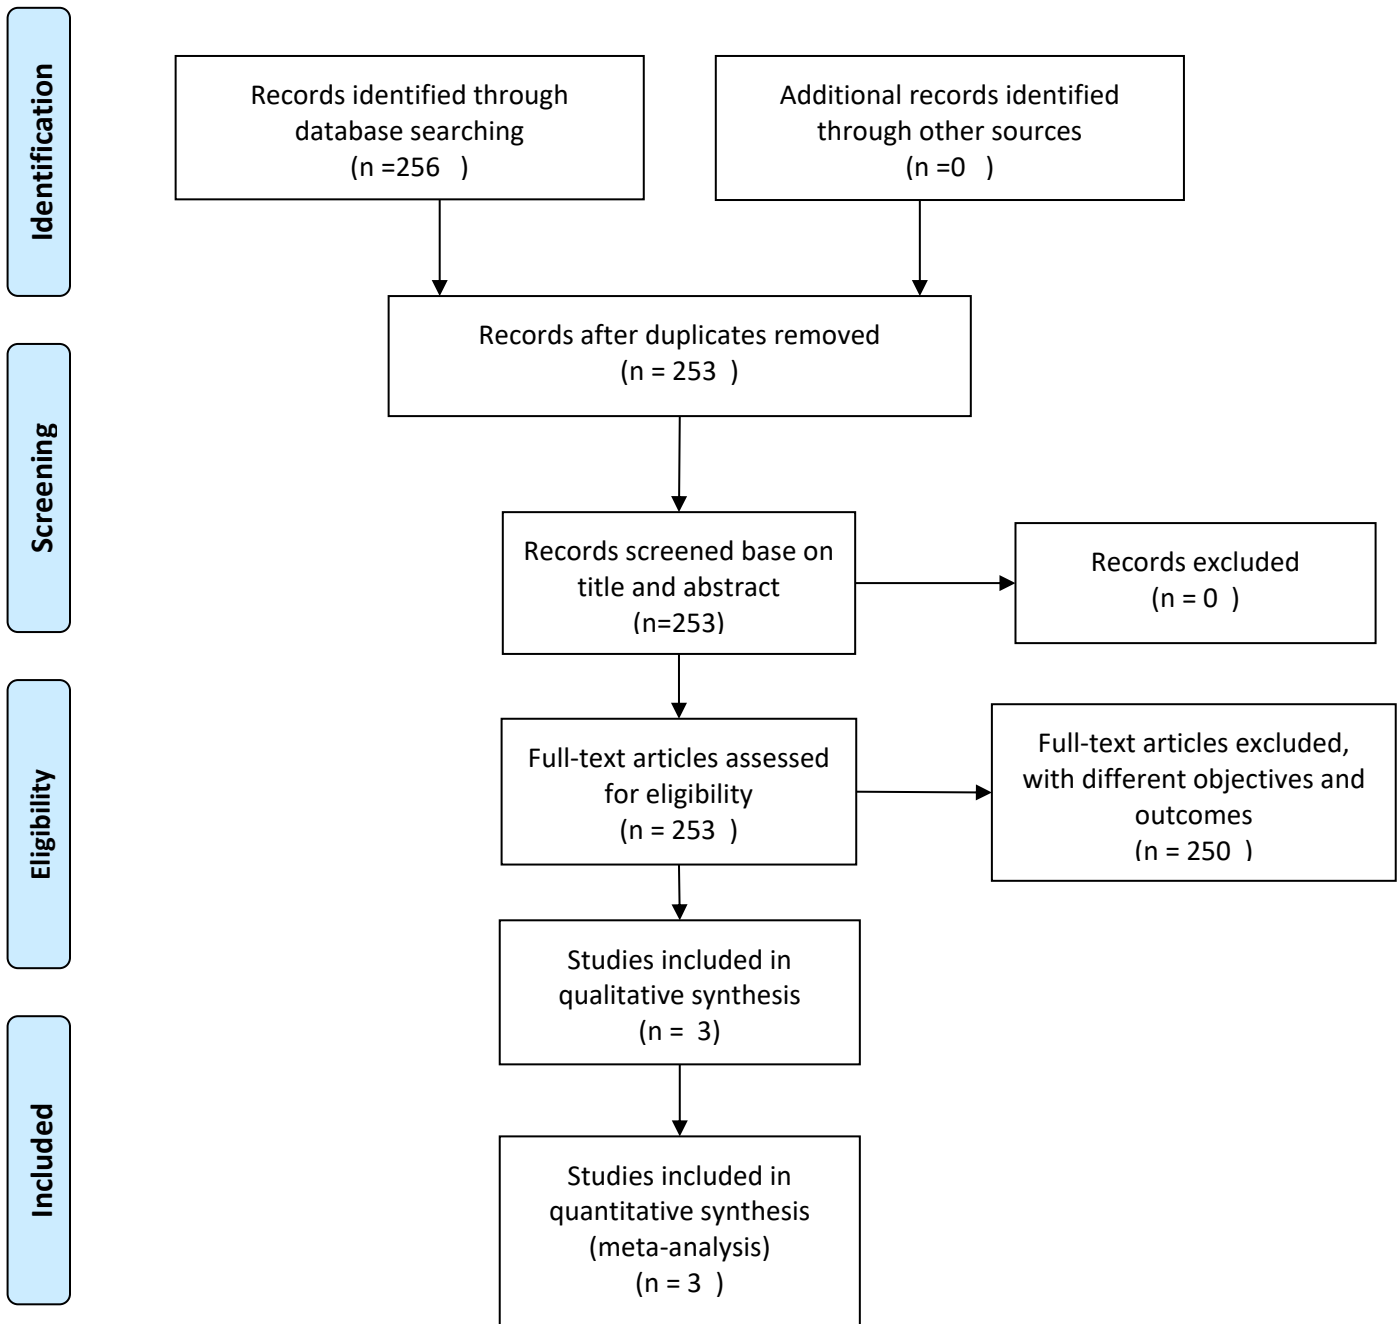 Identification
Records identified through
database searching
(n =256   )
Additional records identified
through other sources
(n =0   )
Records after duplicates removed
(n = 253  )
Screening
Records screened base on
title and abstract
(n=253)
Records excluded
(n = 0  )
Eligibility
Full-text articles assessed
for eligibility
(n = 253  )
Full-text articles excluded,
with different objectives and
outcomes
(n = 250  )
Studies included in
qualitative synthesis
(n =  3)
Included
Studies included in
quantitative synthesis
(meta-analysis)
(n = 3  )